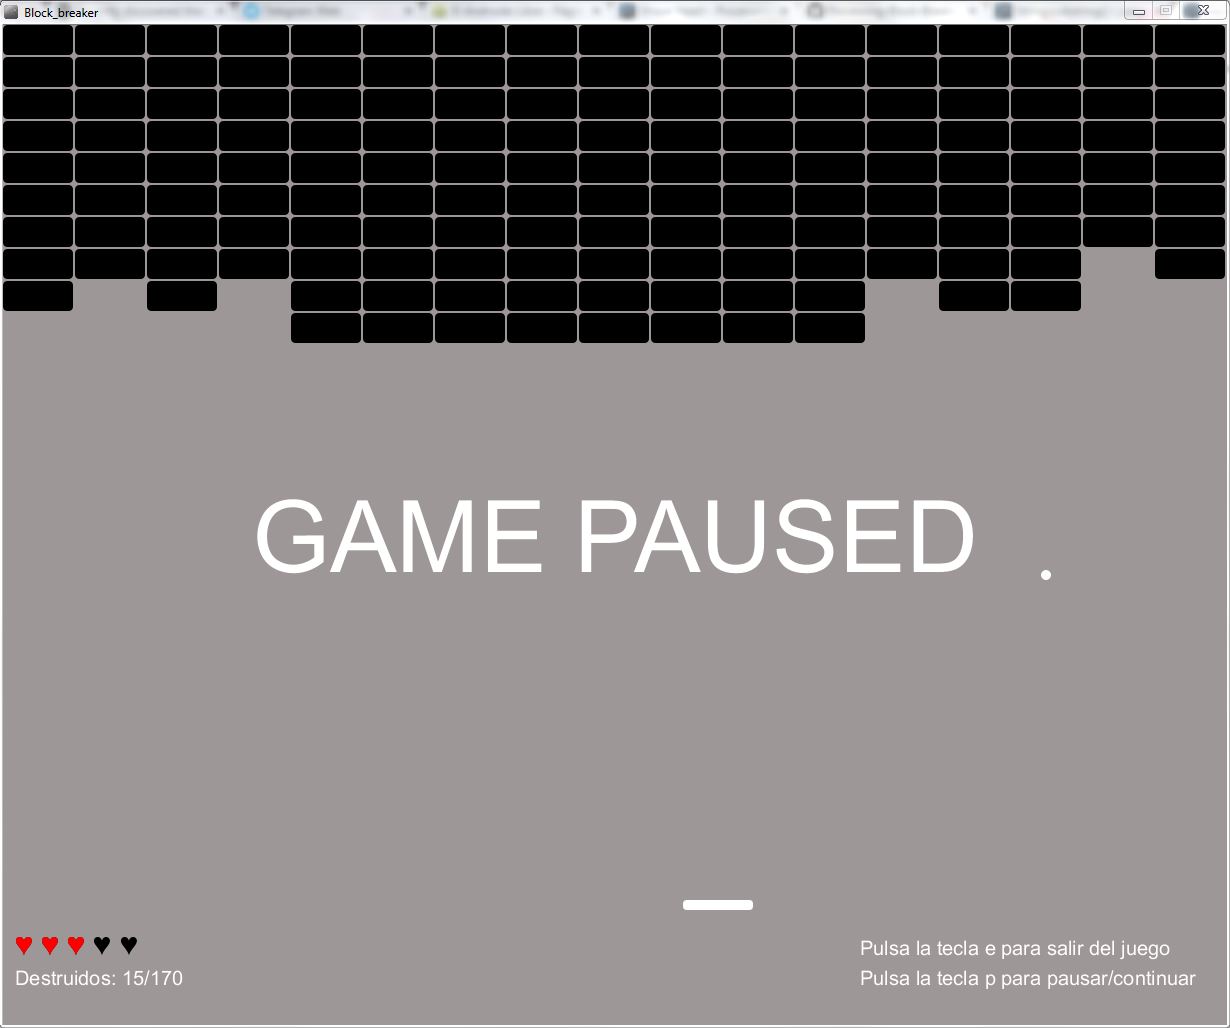 Block_breaker
GAME PAUSED
Destruidos: 15/170
Pulsa la tecla e para salir del juego
Pulsa la tecla p para pausar/continuar